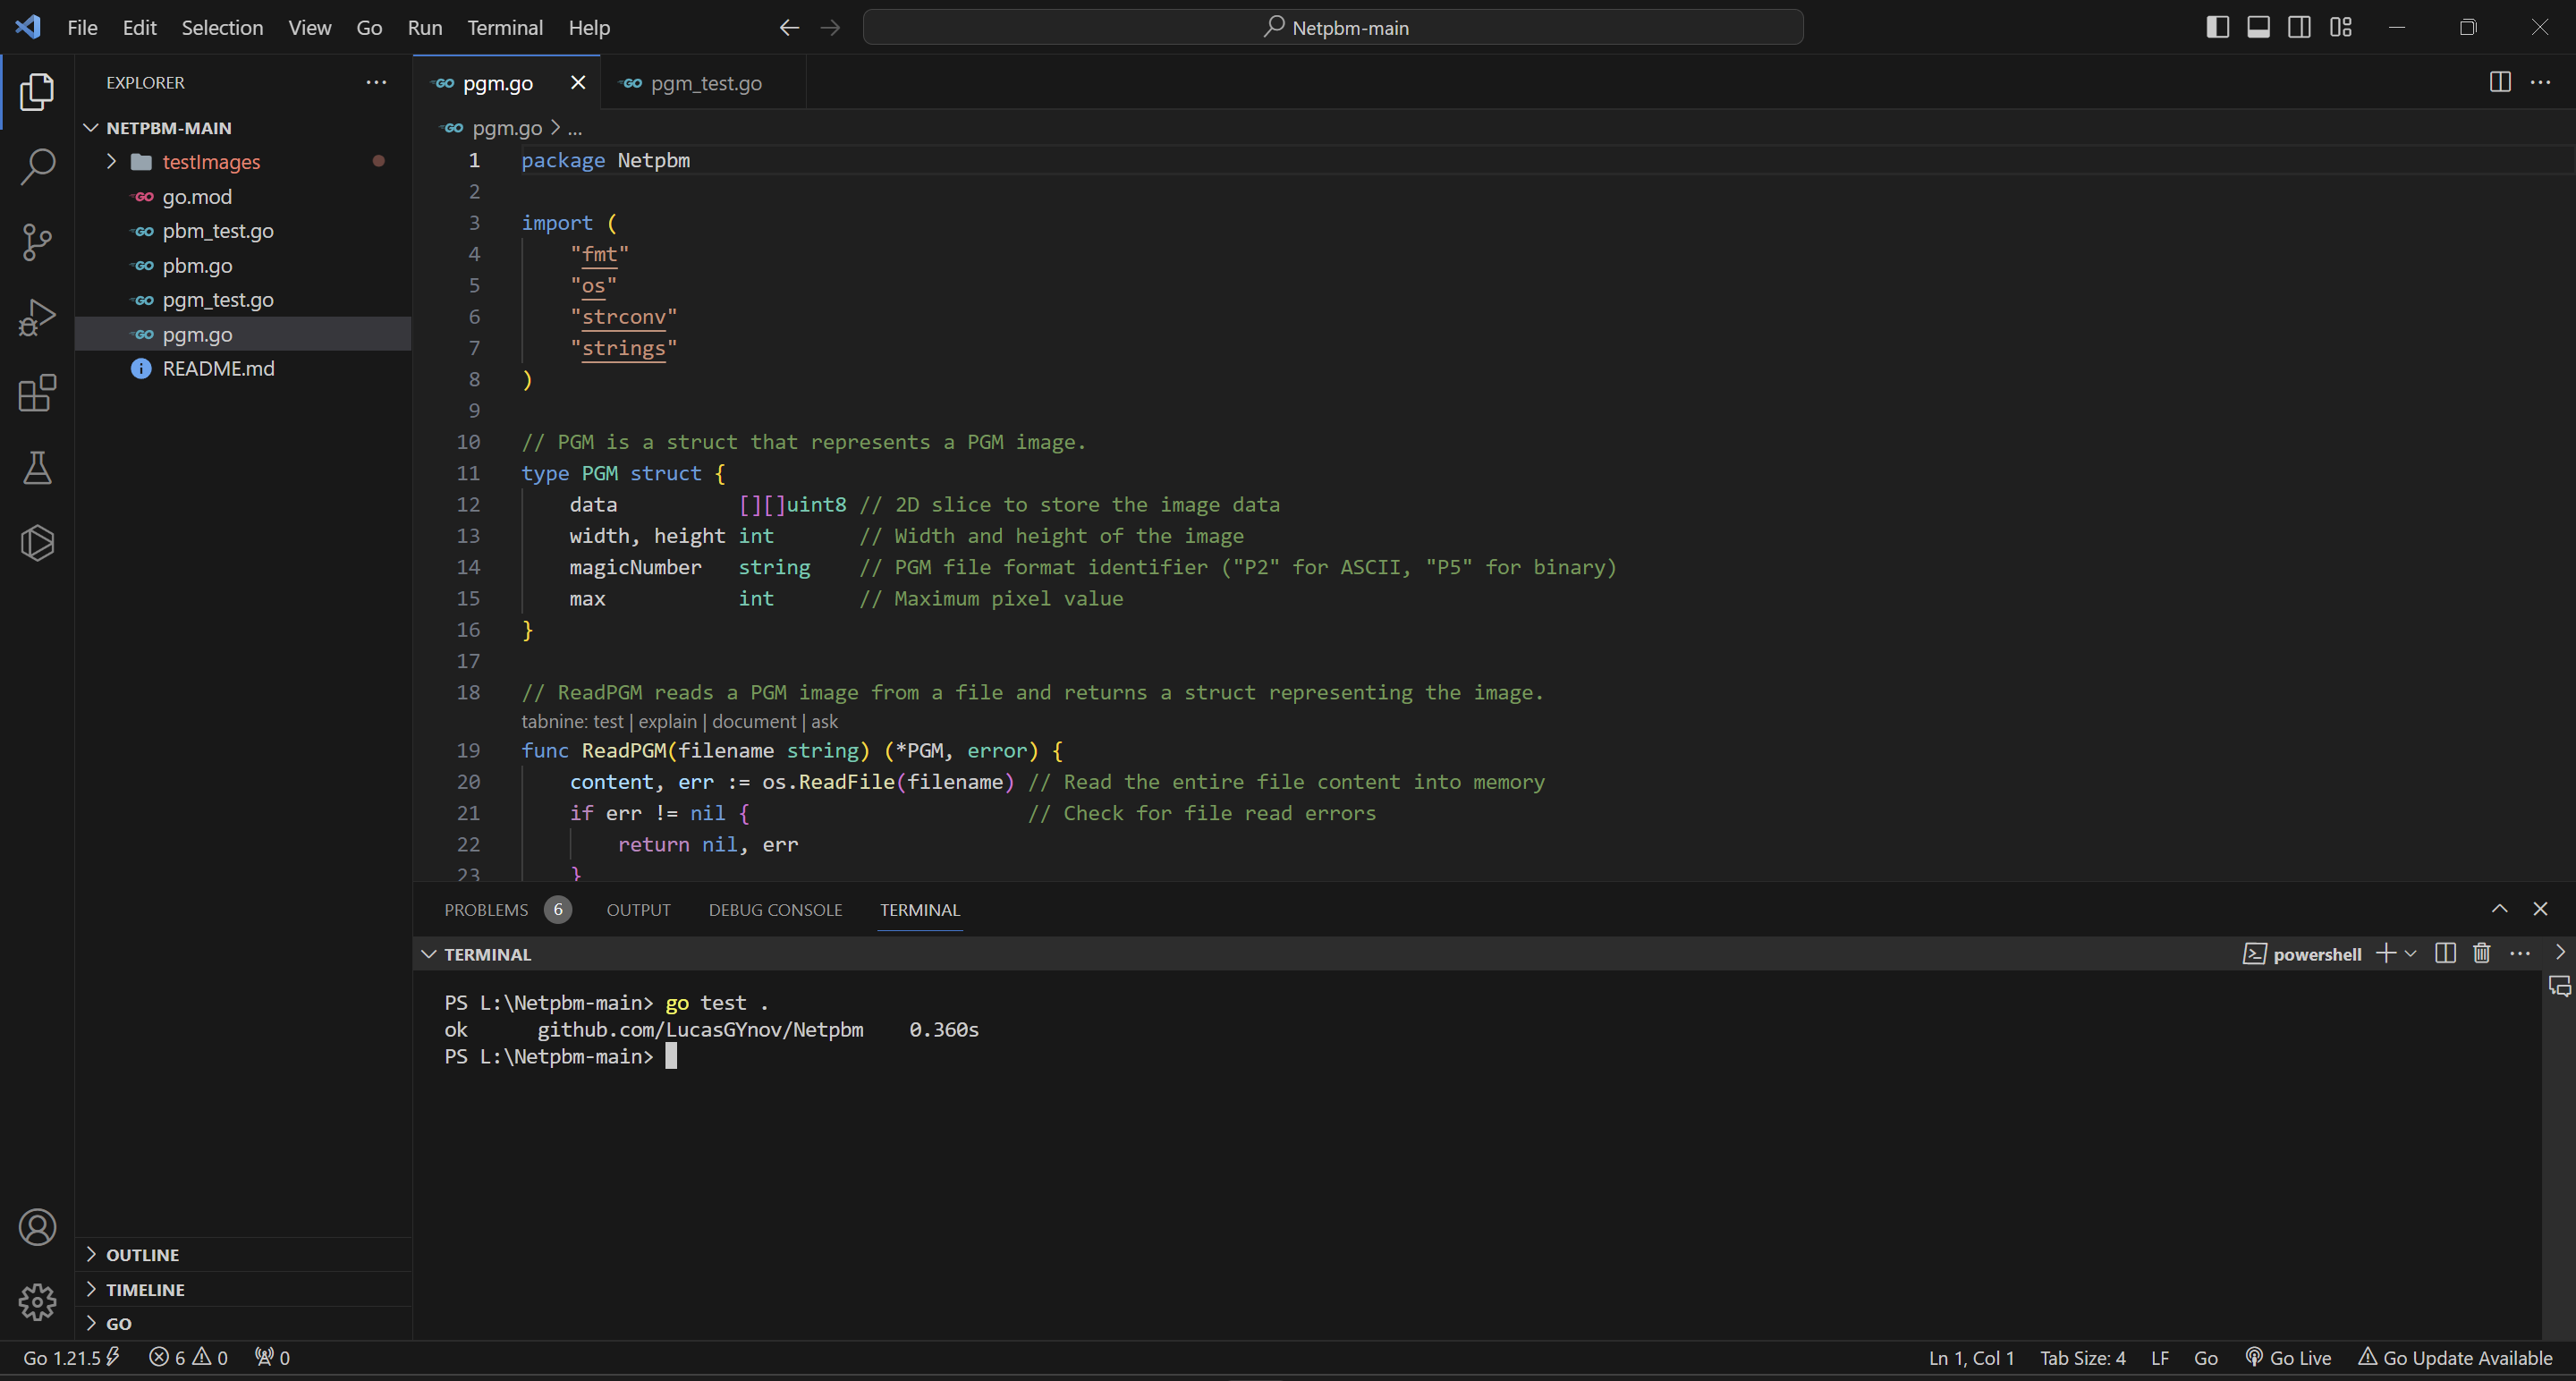 File Edit Selection View Go Run Terminal Help
Netpbm-main
EXPLORER
NETPBM-MAIN
testImages
go.mod
pbm_test.go
pbm.go
pgm_test.go
pgm.go
README.md
OUTLINE
TIMELINE
GO
pgm.go pgm_test.go
pgm.go > ...
1 package Netpbm
2
3 import (
4 "fmt"
5 "os"
6 "strconv"
7 "strings"
8 )
9
10 // PGM is a struct that represents a PGM image.
11 type PGM struct {
12 data [][]uint8 // 2D slice to store the image data
13 width, height int // Width and height of the image
14 magicNumber string // PGM file format identifier ("P2" for ASCII, "P5" for binary)
15 max int // Maximum pixel value
16 }
17
18 // ReadPGM reads a PGM image from a file and returns a struct representing the image.
tabnine: test | explain | document | ask
19 func ReadPGM(filename string) (*PGM, error) {
20 content, err := os.ReadFile(filename) // Read the entire file content into memory
21 if err != nil { // Check for file read errors
22 return nil, err
23 }
PROBLEMS 6 OUTPUT DEBUG CONSOLE TERMINAL
TERMINAL
powershell
PS L:\Netpbm-main> go test .
ok github.com/LucasGYnov/Netpbm 0.360s
PS L:\Netpbm-main>
Go 1.21.5 6 0 0 Ln 1, Col 1 Tab Size: 4 LF Go Go Live Go Update Available